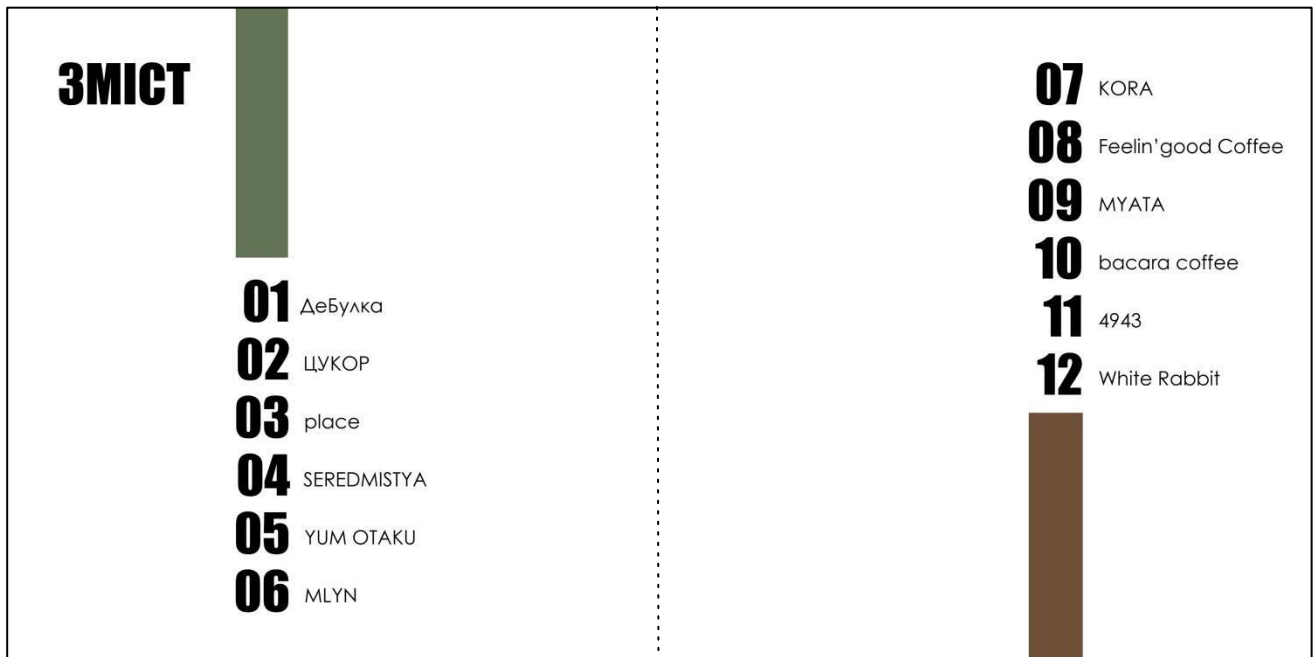 ЗМІСТ
01 ДеБулка
02 ЦУКОР
03 place
04 SEREDMISTYA
05 YUM OTAKU
06 MLYN
07 KORA
08 Feelin’good Coffee
09 MYATA
10 bacara coffee
11 4943
12 White Rabbit